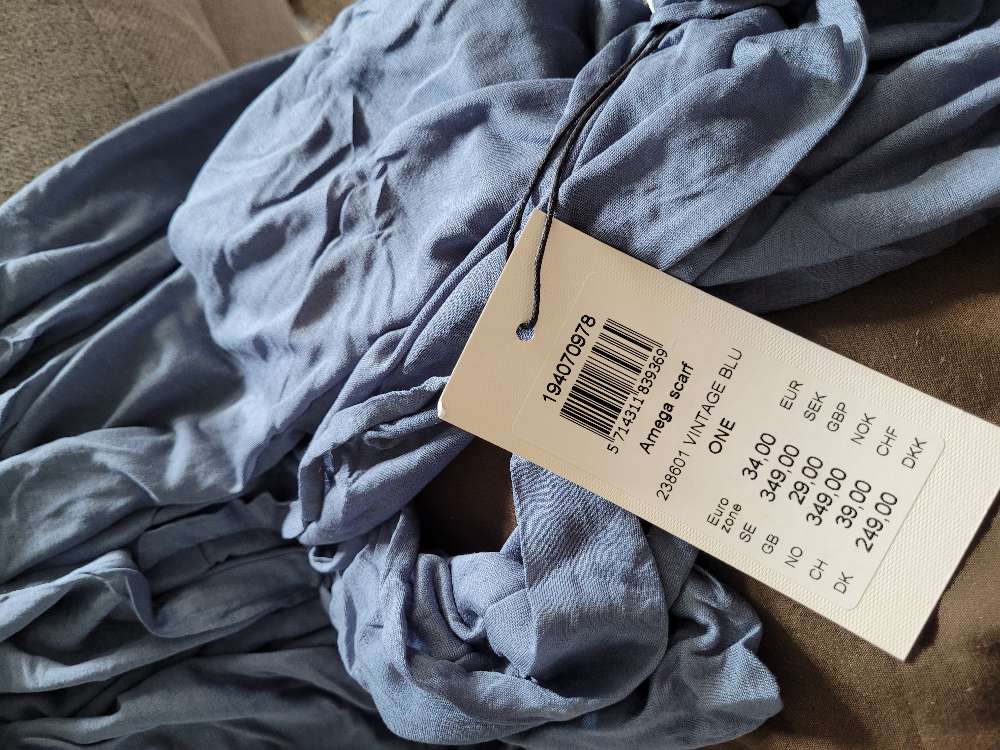 194070978
5 714311 839369
Amega scarf
238601 VINTAGE BLU
ONE
Euro zone 34,00 EUR
SE 349,00 SEK
GB 29,00 GBP
NO 349,00 NOK
CH 39,00 CHF
DK 249,00 DKK